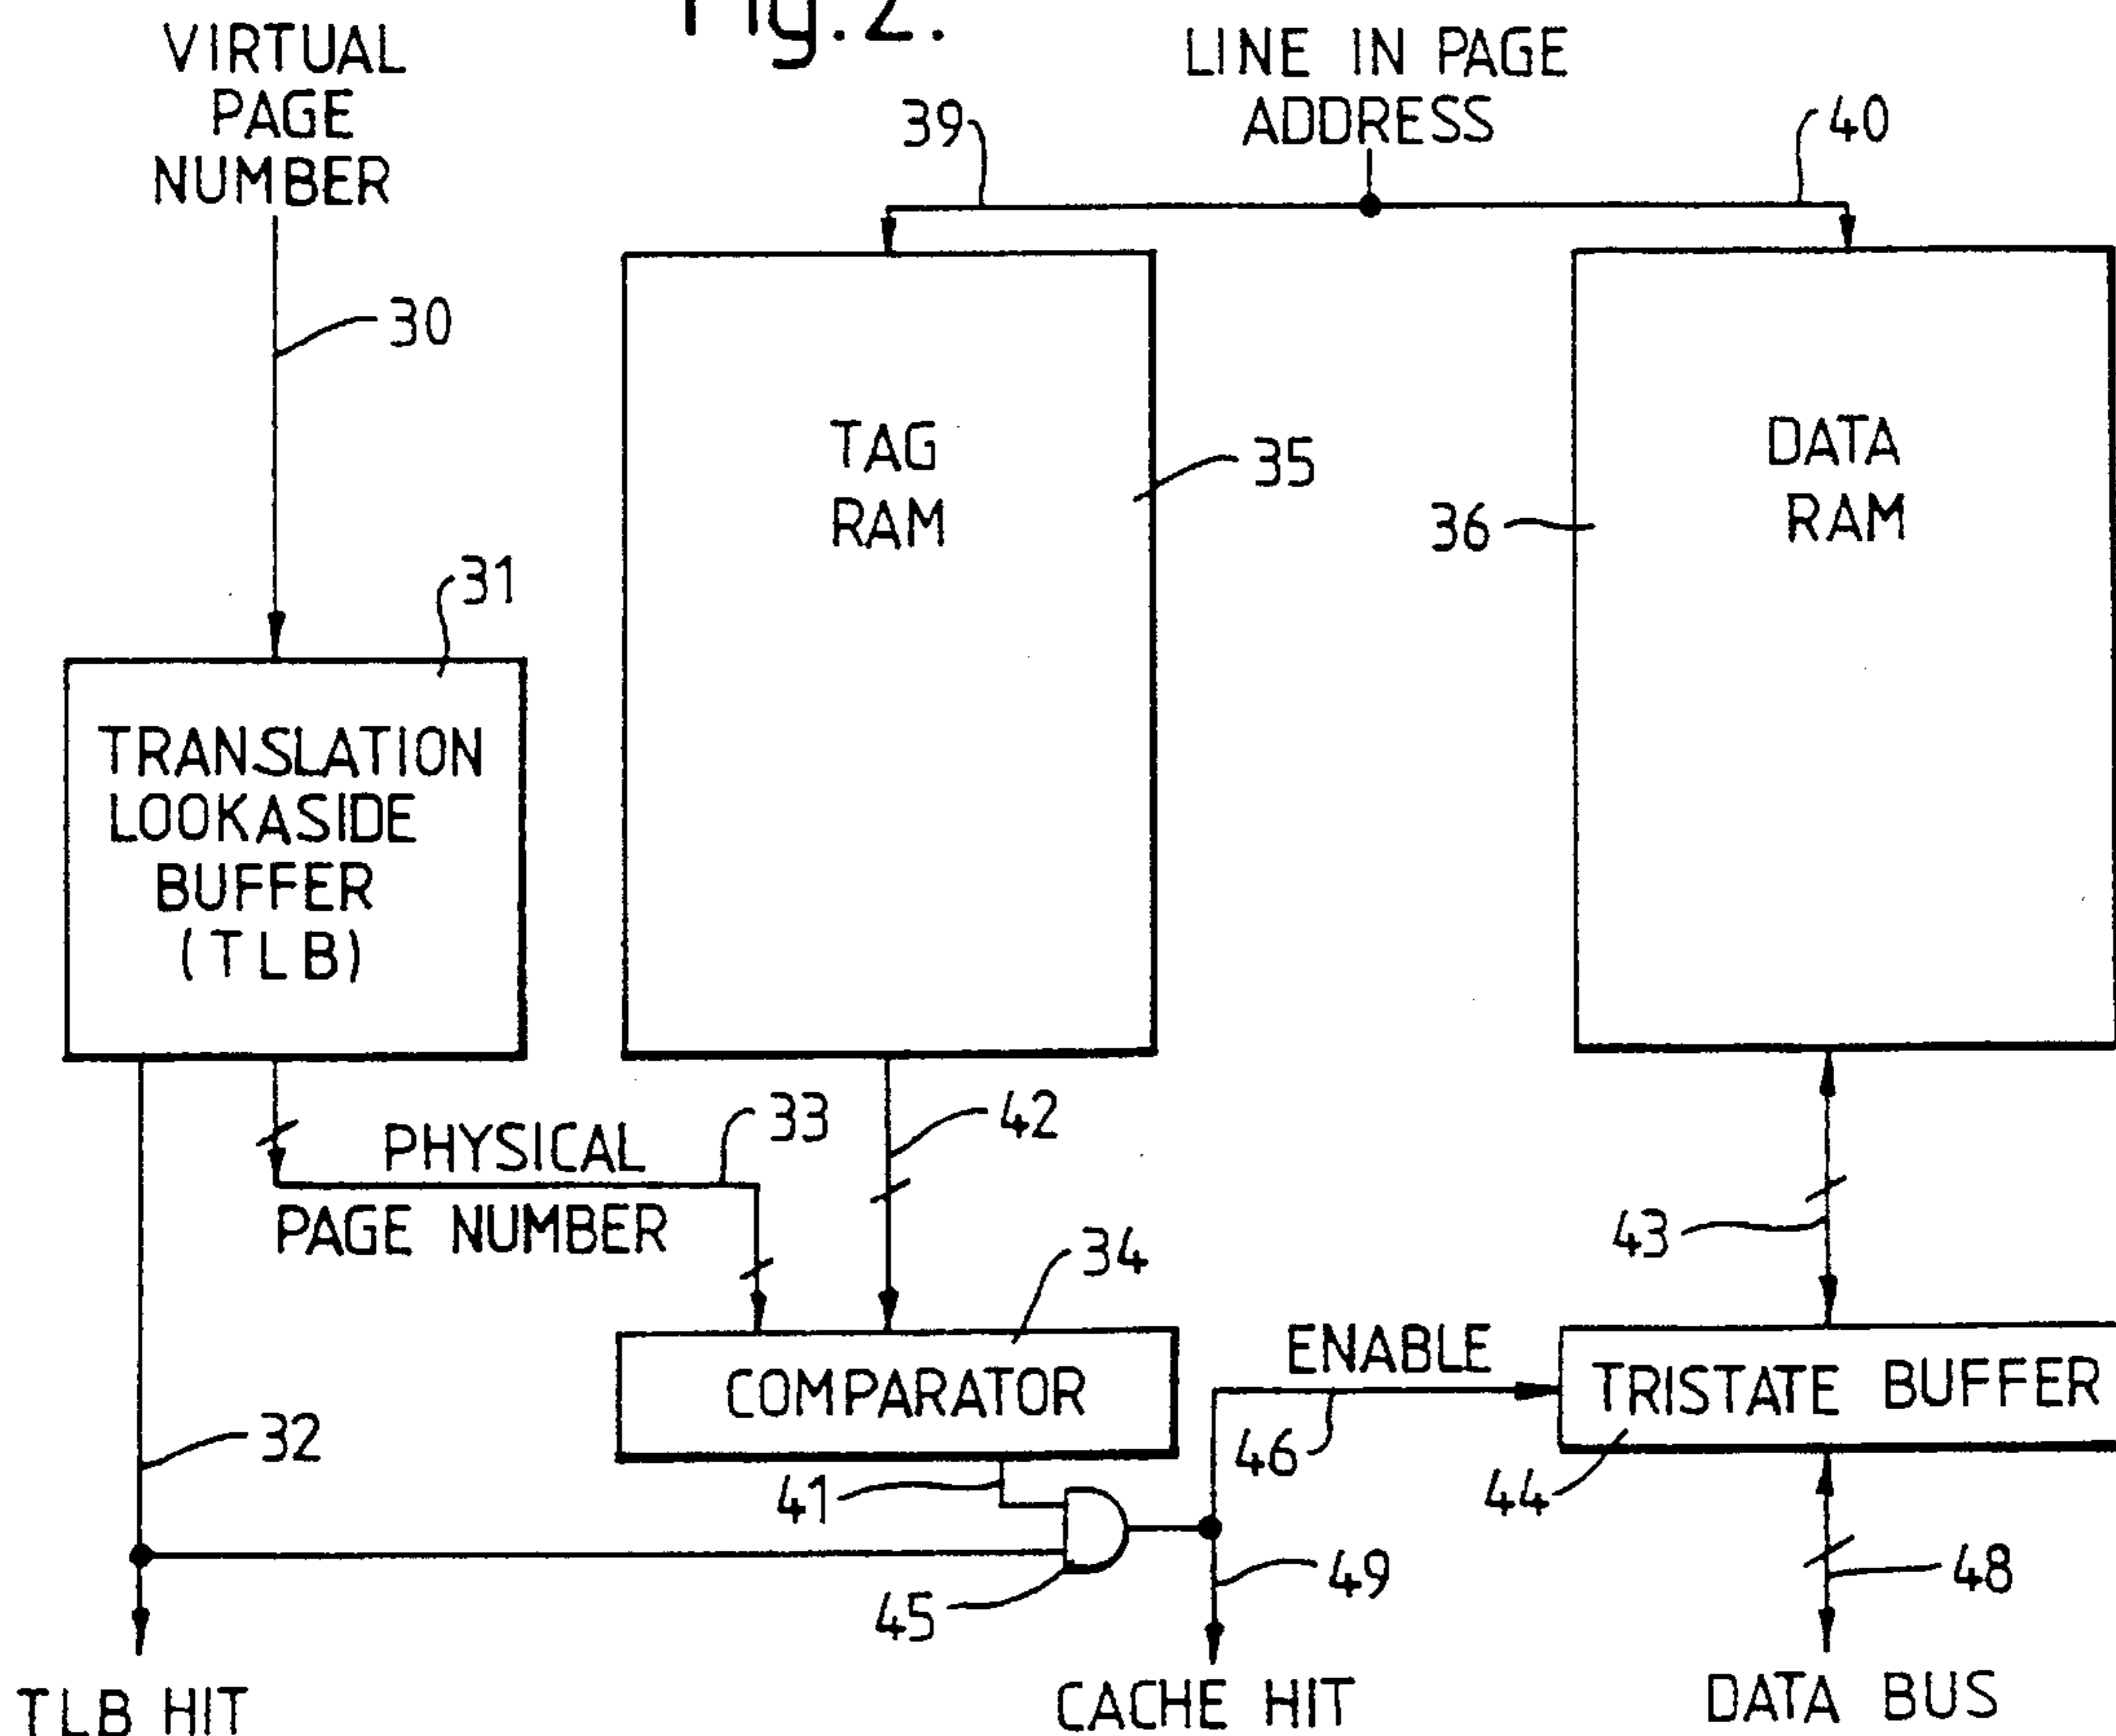 Fig.2.
VIRTUAL
PAGE
NUMBER
LINE IN PAGE
ADDRESS
39
40
30
TAG
RAM
35
DATA
RAM
36
31
TRANSLATION
LOOKASIDE
BUFFER
(TLB)
33
42
PHYSICAL
PAGE NUMBER
43
34
ENABLE
COMPARATOR
TRISTATE BUFFER
32
46
41
44
45
49
48
TLB HIT
CACHE HIT
DATA BUS